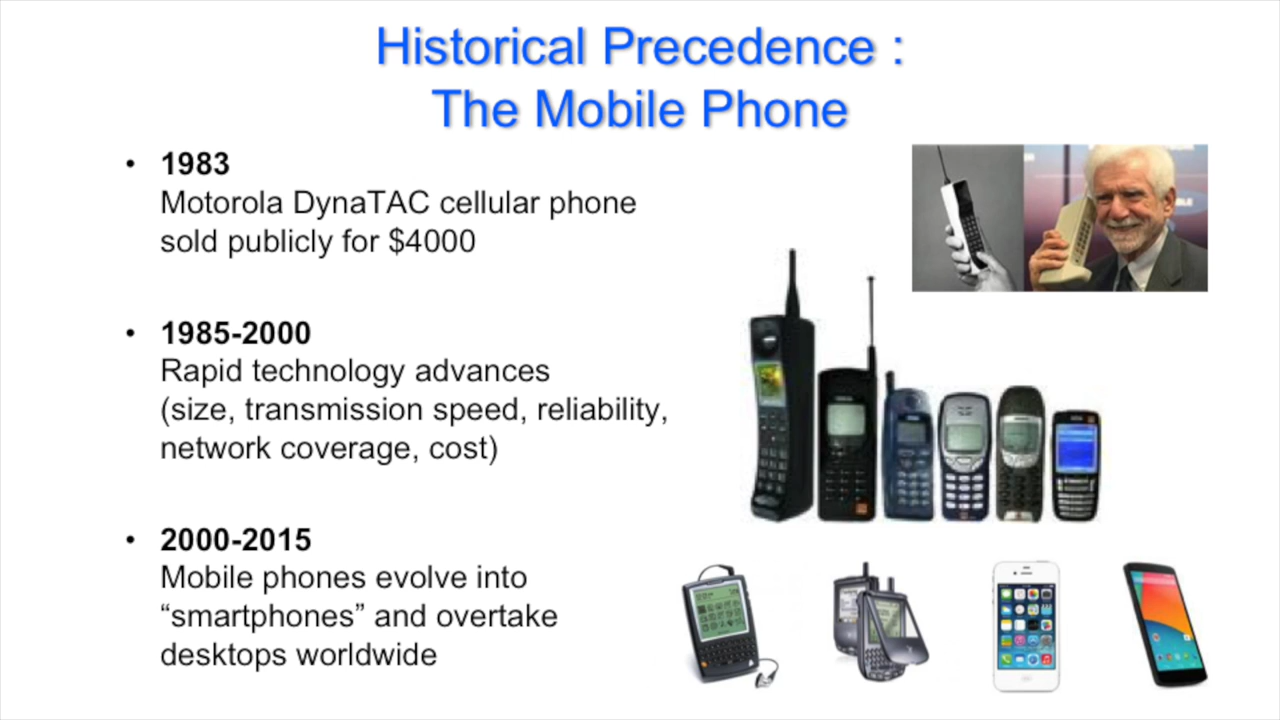 Historical Precedence :
The Mobile Phone
• 1983
Motorola DynaTAC cellular phone
sold publicly for $4000
• 1985-2000
Rapid technology advances
(size, transmission speed, reliability,
network coverage, cost)
• 2000-2015
Mobile phones evolve into
“smartphones” and overtake
desktops worldwide